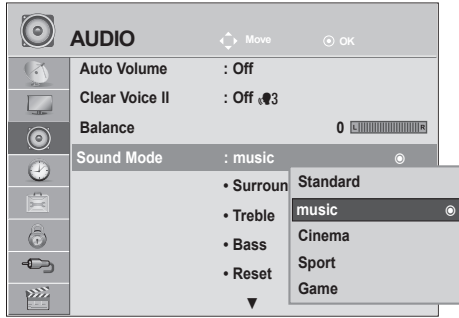 AUDIO Move OK
Auto Volume : Off
Clear Voice II : Off 3
Balance 0 L R
Sound Mode : music
• Surroun
• Treble
• Bass
• Reset
Standard
music
Cinema
Sport
Game